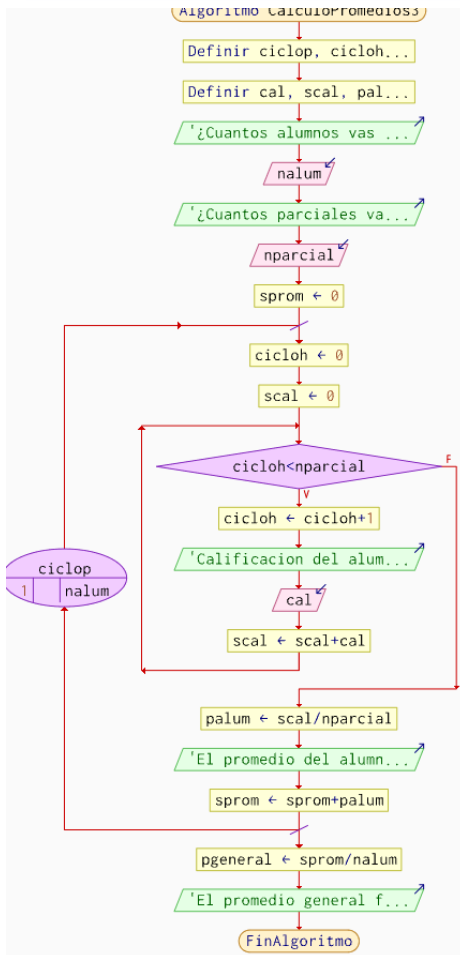 Algoritmo CalculoPromedios3
Definir ciclop, cicloh...
Definir cal, scal, pal...
'¿Cuantos alumnos vas ...
nalum
'¿Cuantos parciales va...
nparcial
sprom ← 0
cicloh ← 0
scal ← 0
cicloh<nparcial
F
V
cicloh ← cicloh+1
'Calificacion del alum...
ciclop
1 nalum
cal
scal ← scal+cal
palum ← scal/nparcial
'El promedio del alumn...
sprom ← sprom+palum
pgeneral ← sprom/nalum
'El promedio general f...
FinAlgoritmo